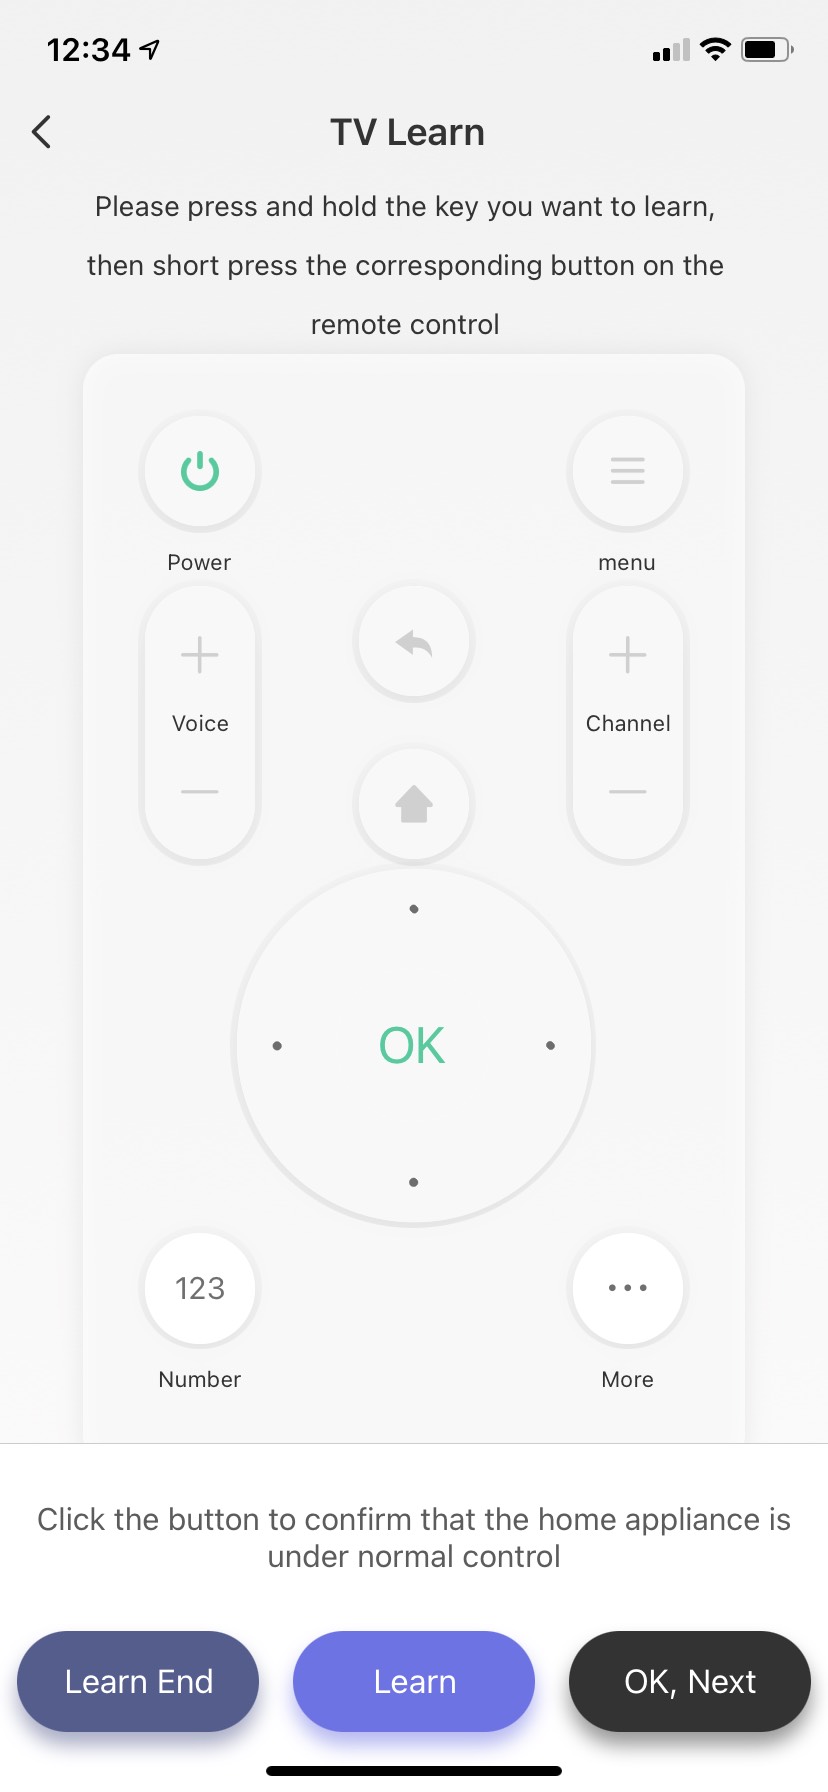 12:34
TV Learn
Please press and hold the key you want to learn,
then short press the corresponding button on the
remote control
Power
menu
Voice
Channel
OK
123
Number
More
Click the button to confirm that the home appliance is
under normal control
Learn End
Learn
OK, Next